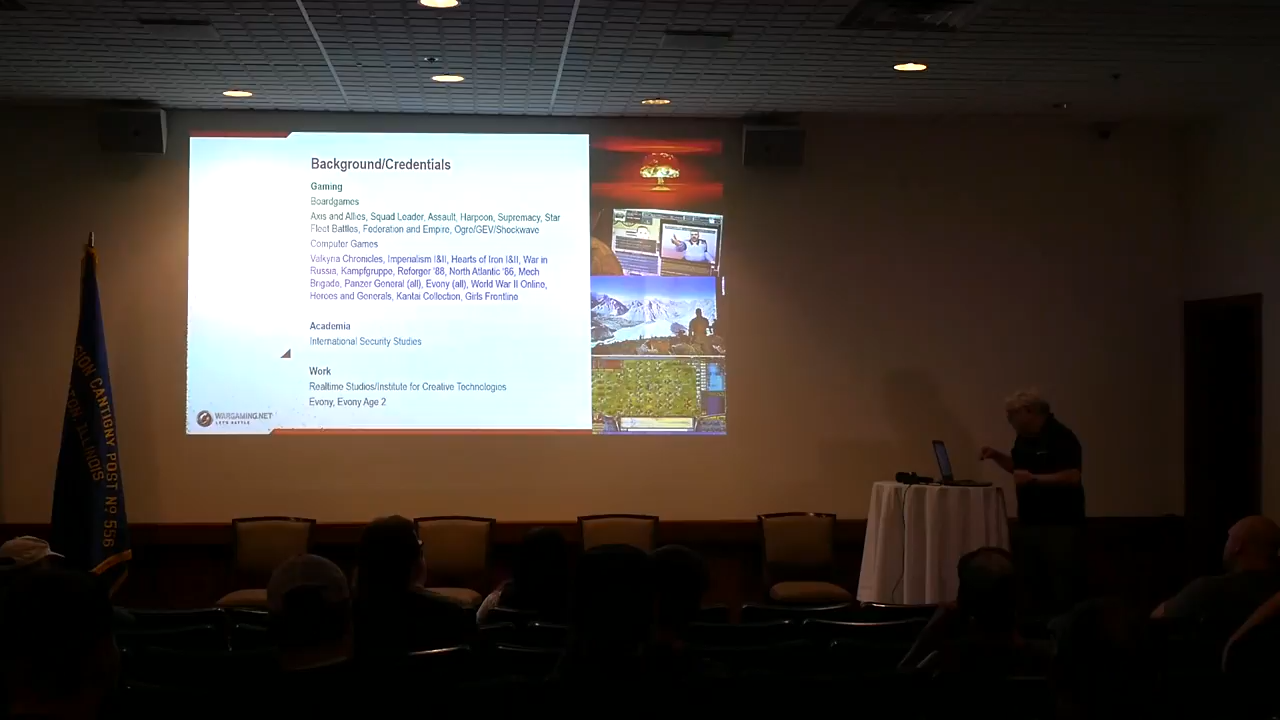 Background/Credentials
Gaming
Boardgames
Axis and Allies, Squad Leader, Assault, Harpoon, Supremacy, Star
Fleet Battles, Federation and Empire, Ogre/GEV/Shockwave
Computer Games
Valkyria Chronicles, Imperialism I&II, Hearts of Iron I&II, War in
Russia, Kampfgruppe, Reforger '88, North Atlantic '86, Mech
Brigade, Panzer General (all), Evony (all), World War II Online,
Heroes and Generals, Kantai Collection, Girls Frontline
Academia
International Security Studies
Work
Realtime Studios/Institute for Creative Technologies
Evony, Evony Age 2
WARGAMING.NET
LET'S BATTLE
CANTIGNY POST Nº 556
ILLINOIS